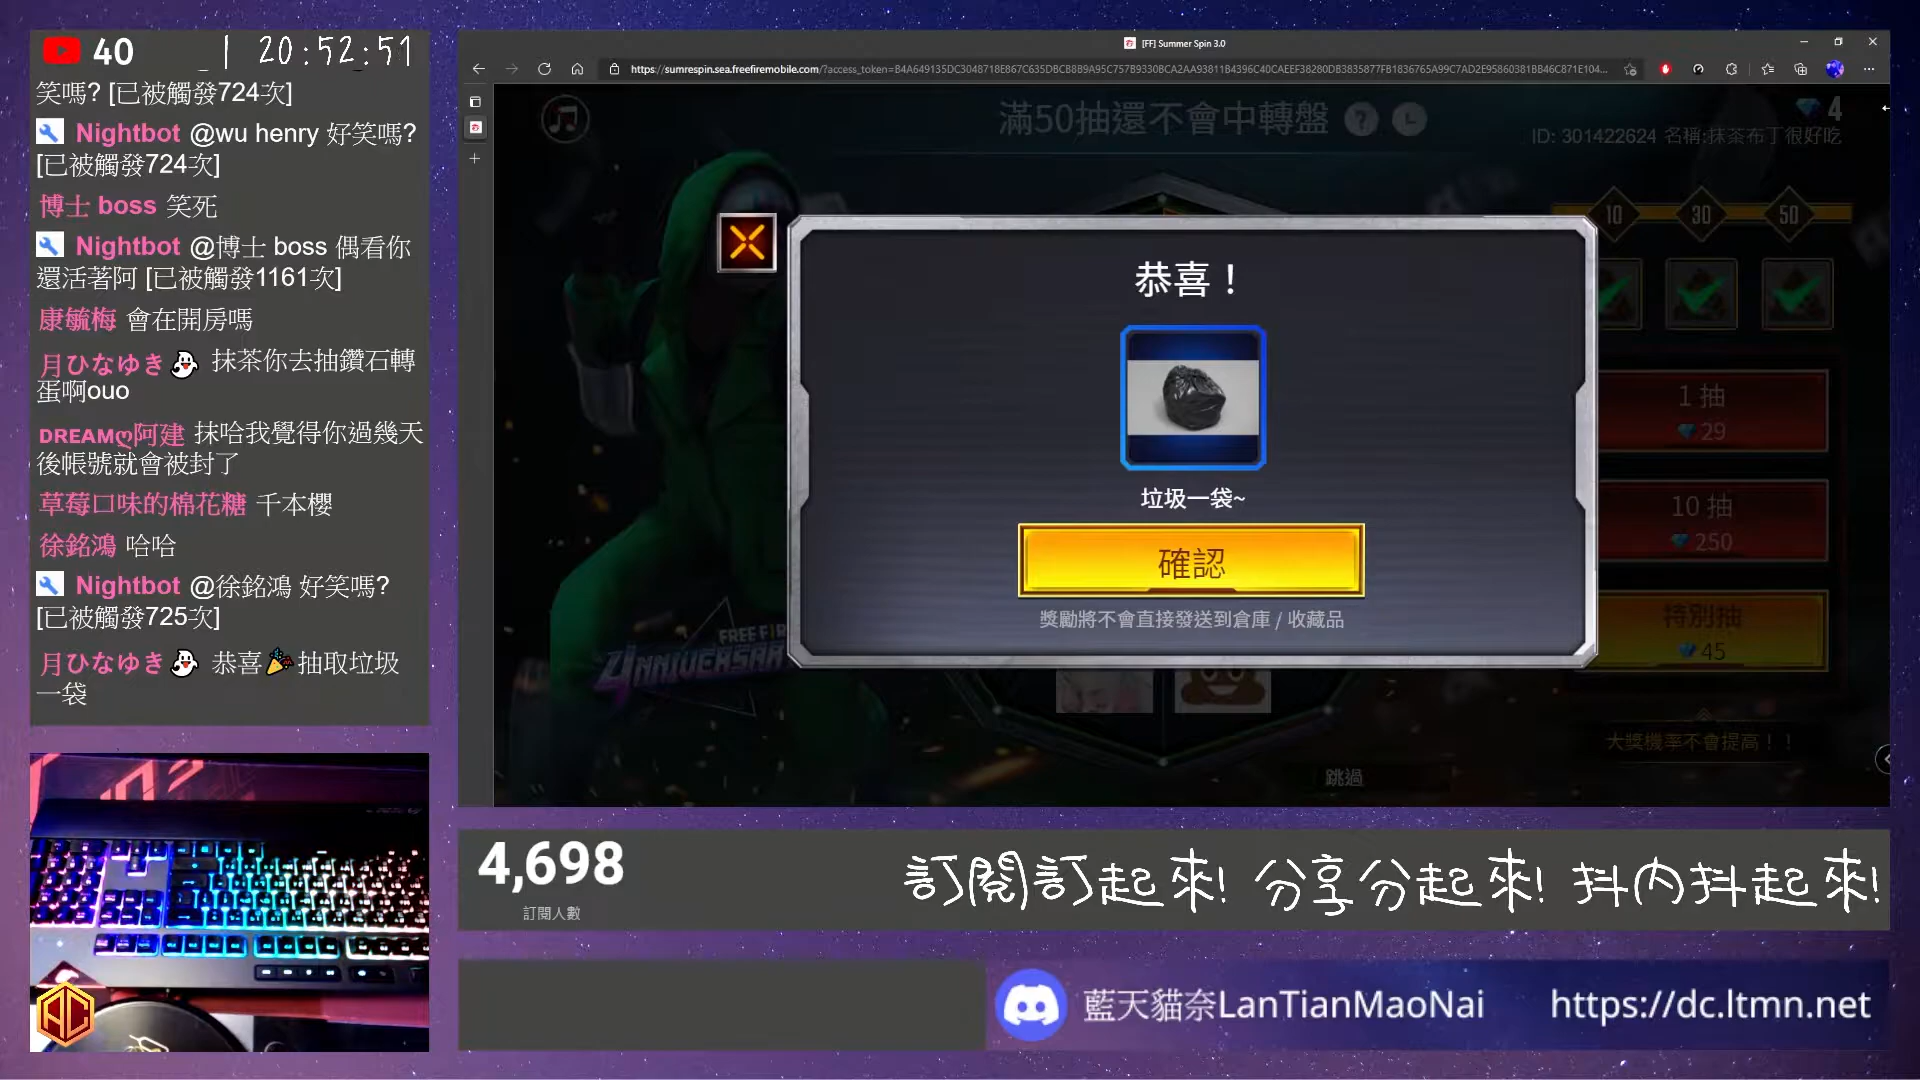 40 | 20:52:51
笑嗎? [已被觸發724次]
Nightbot @wu henry 好笑嗎?
[已被觸發724次]
博士 boss 笑死
Nightbot @博士 boss 偶看你
還活著阿 [已被觸發1161次]
康毓梅 會在開房嗎
月ひなゆき 抹茶你去抽鑽石轉
蛋啊ouo
ᴅʀᴇᴀᴍღ阿建 抹哈我覺得你過幾天
後帳號就會被封了
草莓口味的棉花糖 千本櫻
徐銘鴻 哈哈
Nightbot @徐銘鴻 好笑嗎?
[已被觸發725次]
月ひなゆき 恭喜🎉抽取垃圾
一袋
[FF] Summer Spin 3.0
滿50抽還不會中轉盤 ? L
4
ID: 301422624 名稱:抹茶布丁很好吃
10 30 50
恭喜！
垃圾一袋~
確認
獎勵將不會直接發送到倉庫 / 收藏品
1 抽
29
10 抽
250
特別抽
45
大獎機率不會提高！！
跳過
FREE FIR
4NNIVERSAR
4,698
訂閱人數
訂閱訂起來! 分享分起來! 抖內抖起來!
藍天貓奈LanTianMaoNai https://dc.ltmn.net
AC